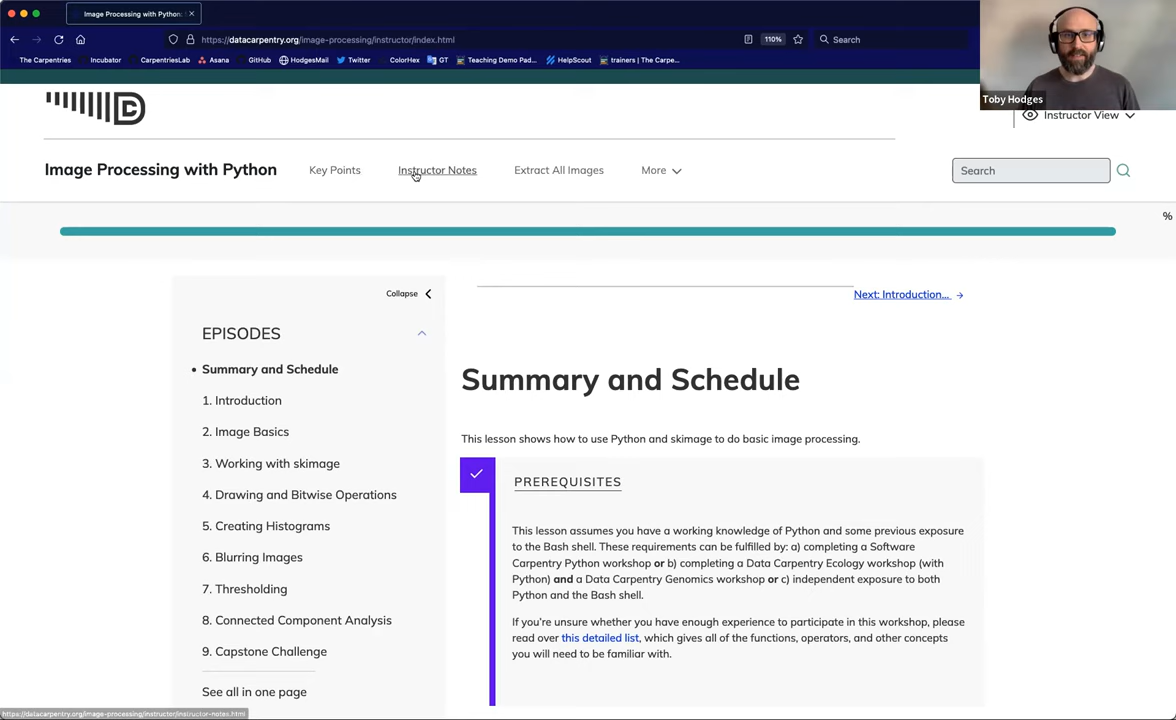 Image Processing with Python:
https://datacarpentry.org/image-processing/instructor/index.html
110%
Search
The Carpentries
Incubator
CarpentriesLab
Asana
GitHub
HodgesMail
Twitter
ColorHex
GT
Teaching Demo Pad...
HelpScout
trainers | The Carpe...
Toby Hodges
Instructor View
Image Processing with Python
Key Points
Instructor Notes
Extract All Images
More
Search
%
Collapse
Next: Introduction...
EPISODES
Summary and Schedule
1. Introduction
2. Image Basics
3. Working with skimage
4. Drawing and Bitwise Operations
5. Creating Histograms
6. Blurring Images
7. Thresholding
8. Connected Component Analysis
9. Capstone Challenge
See all in one page
Summary and Schedule
This lesson shows how to use Python and skimage to do basic image processing.
PREREQUISITES
This lesson assumes you have a working knowledge of Python and some previous exposure
to the Bash shell. These requirements can be fulfilled by: a) completing a Software
Carpentry Python workshop or b) completing a Data Carpentry Ecology workshop (with
Python) and a Data Carpentry Genomics workshop or c) independent exposure to both
Python and the Bash shell.
If you're unsure whether you have enough experience to participate in this workshop, please
read over this detailed list, which gives all of the functions, operators, and other concepts
you will need to be familiar with.
https://datacarpentry.org/image-processing/instructor/instructor-notes.html